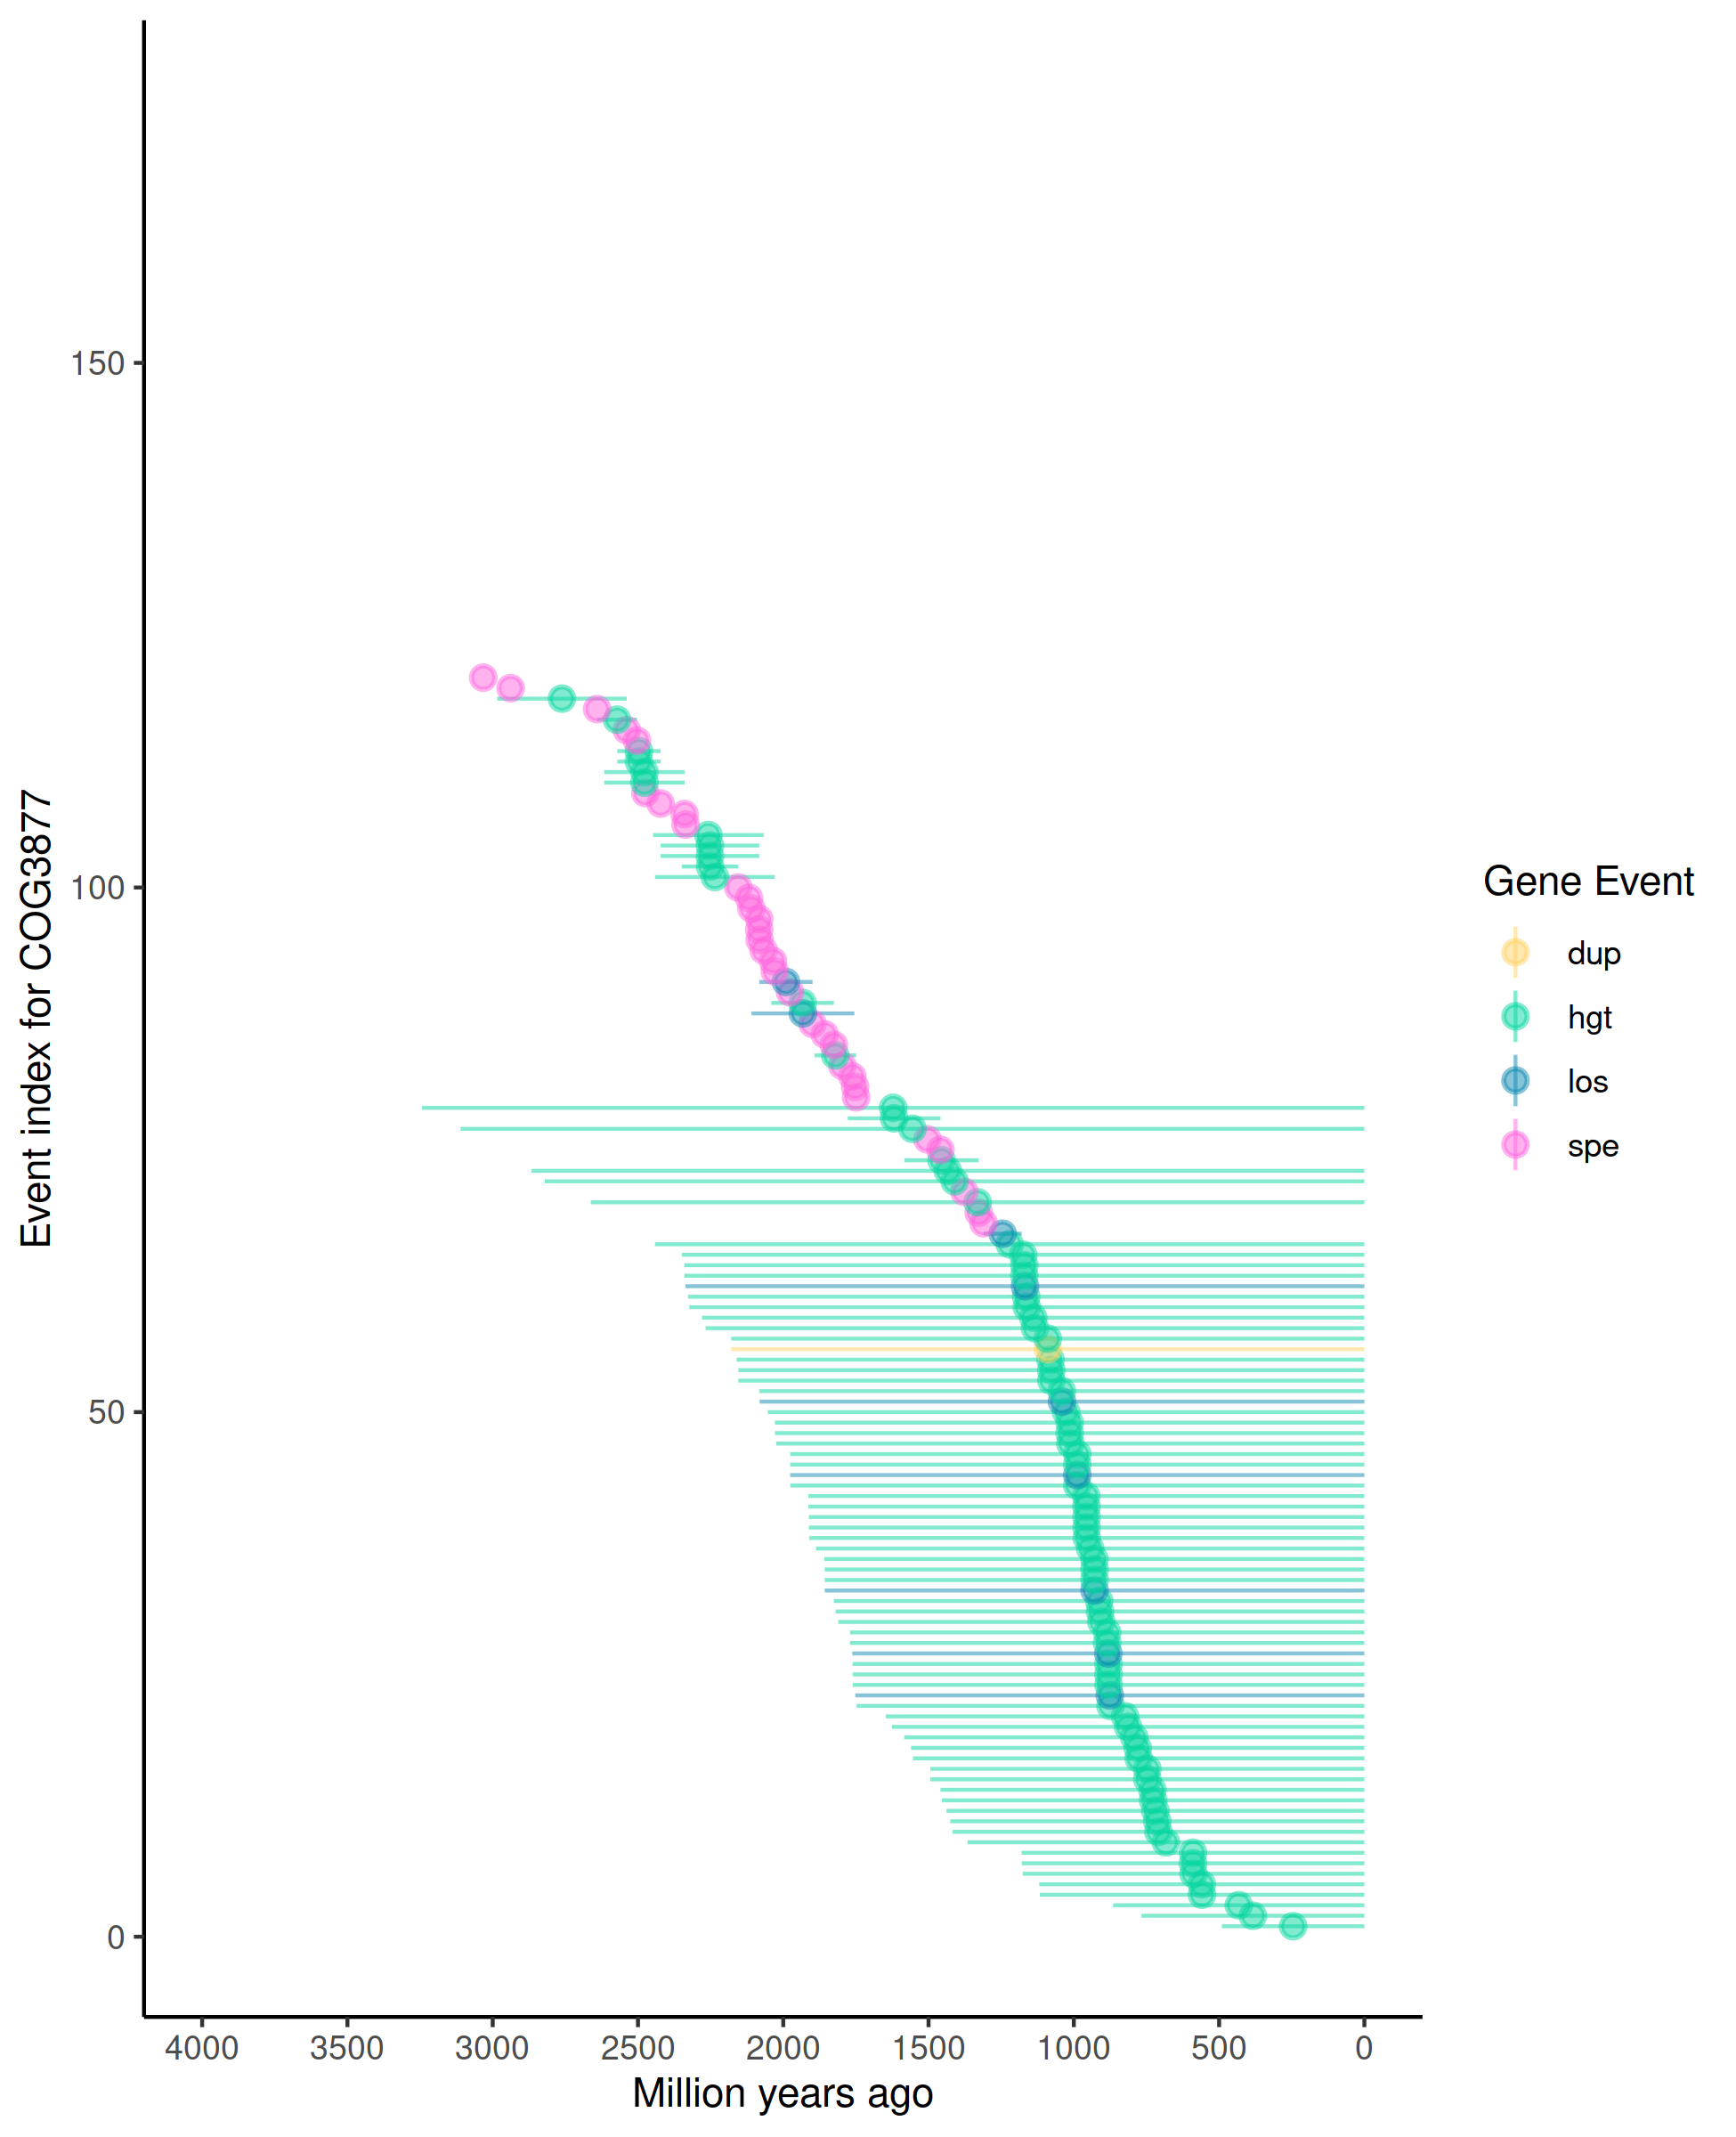 Event index for COG3877
150
100
50
0
4000 3500 3000 2500 2000 1500 1000 500 0
Million years ago
Gene Event
dup
hgt
los
spe